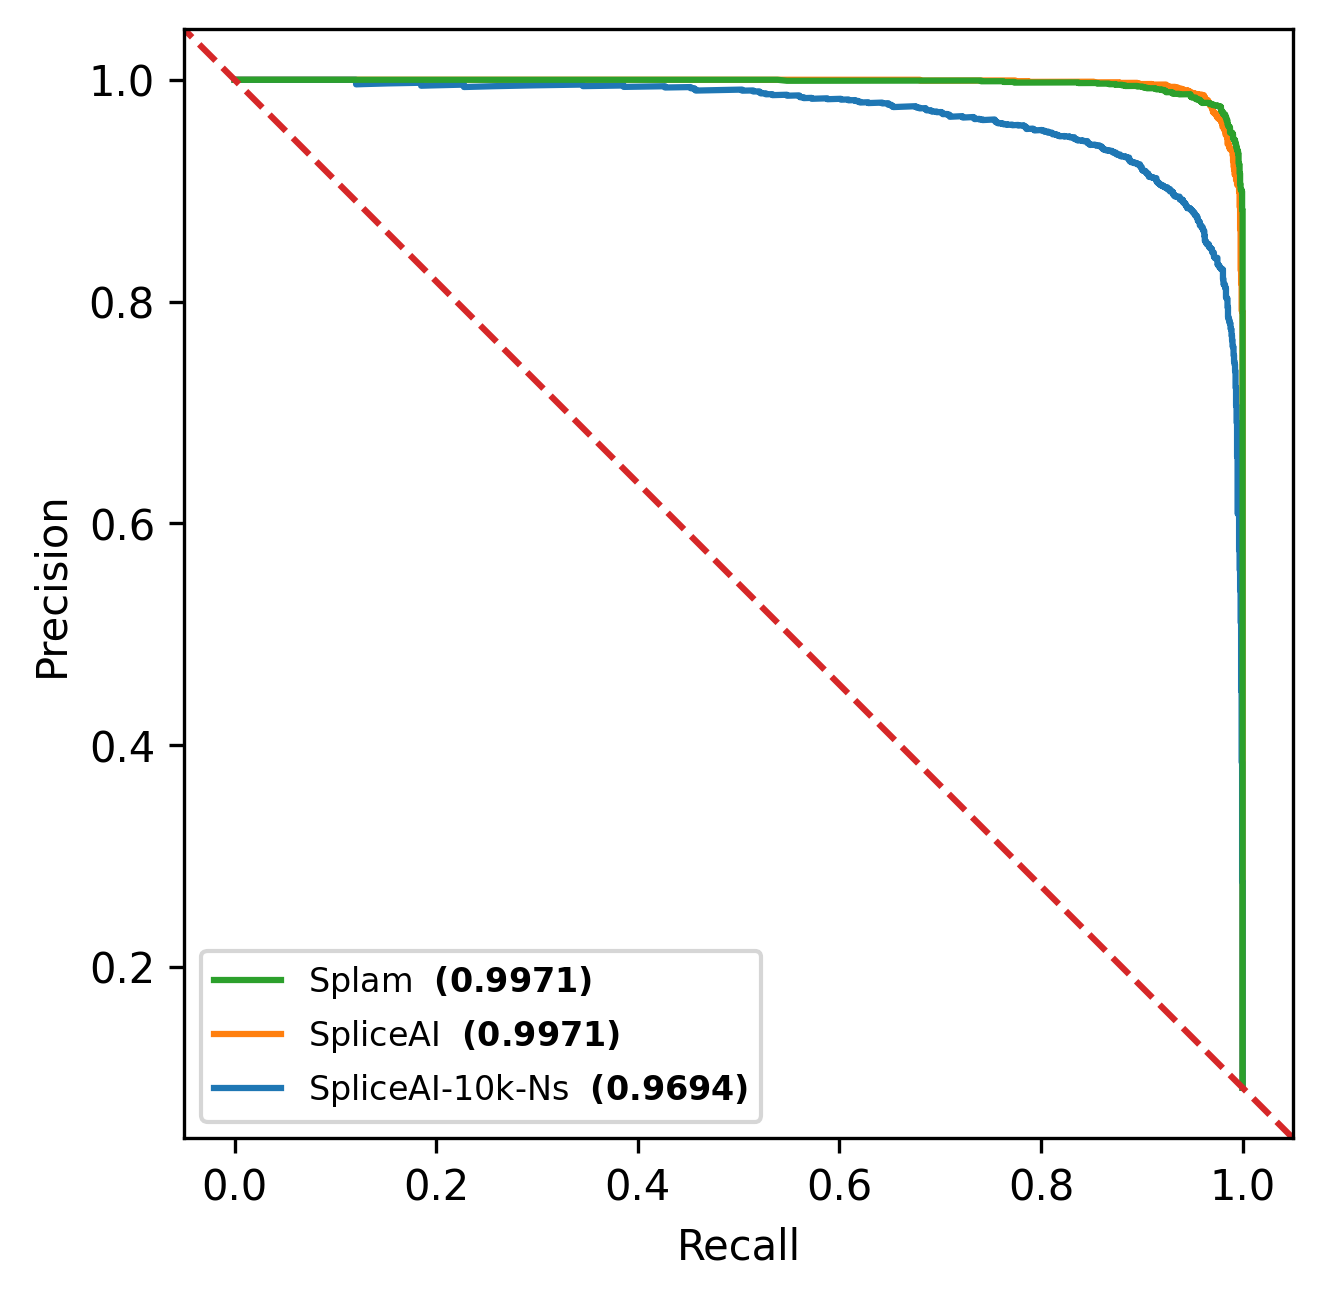 1.0
0.8
0.6
0.4
0.2
Precision
Splam (0.9971)
SpliceAI (0.9971)
SpliceAI-10k-Ns (0.9694)
0.0 0.2 0.4 0.6 0.8 1.0
Recall